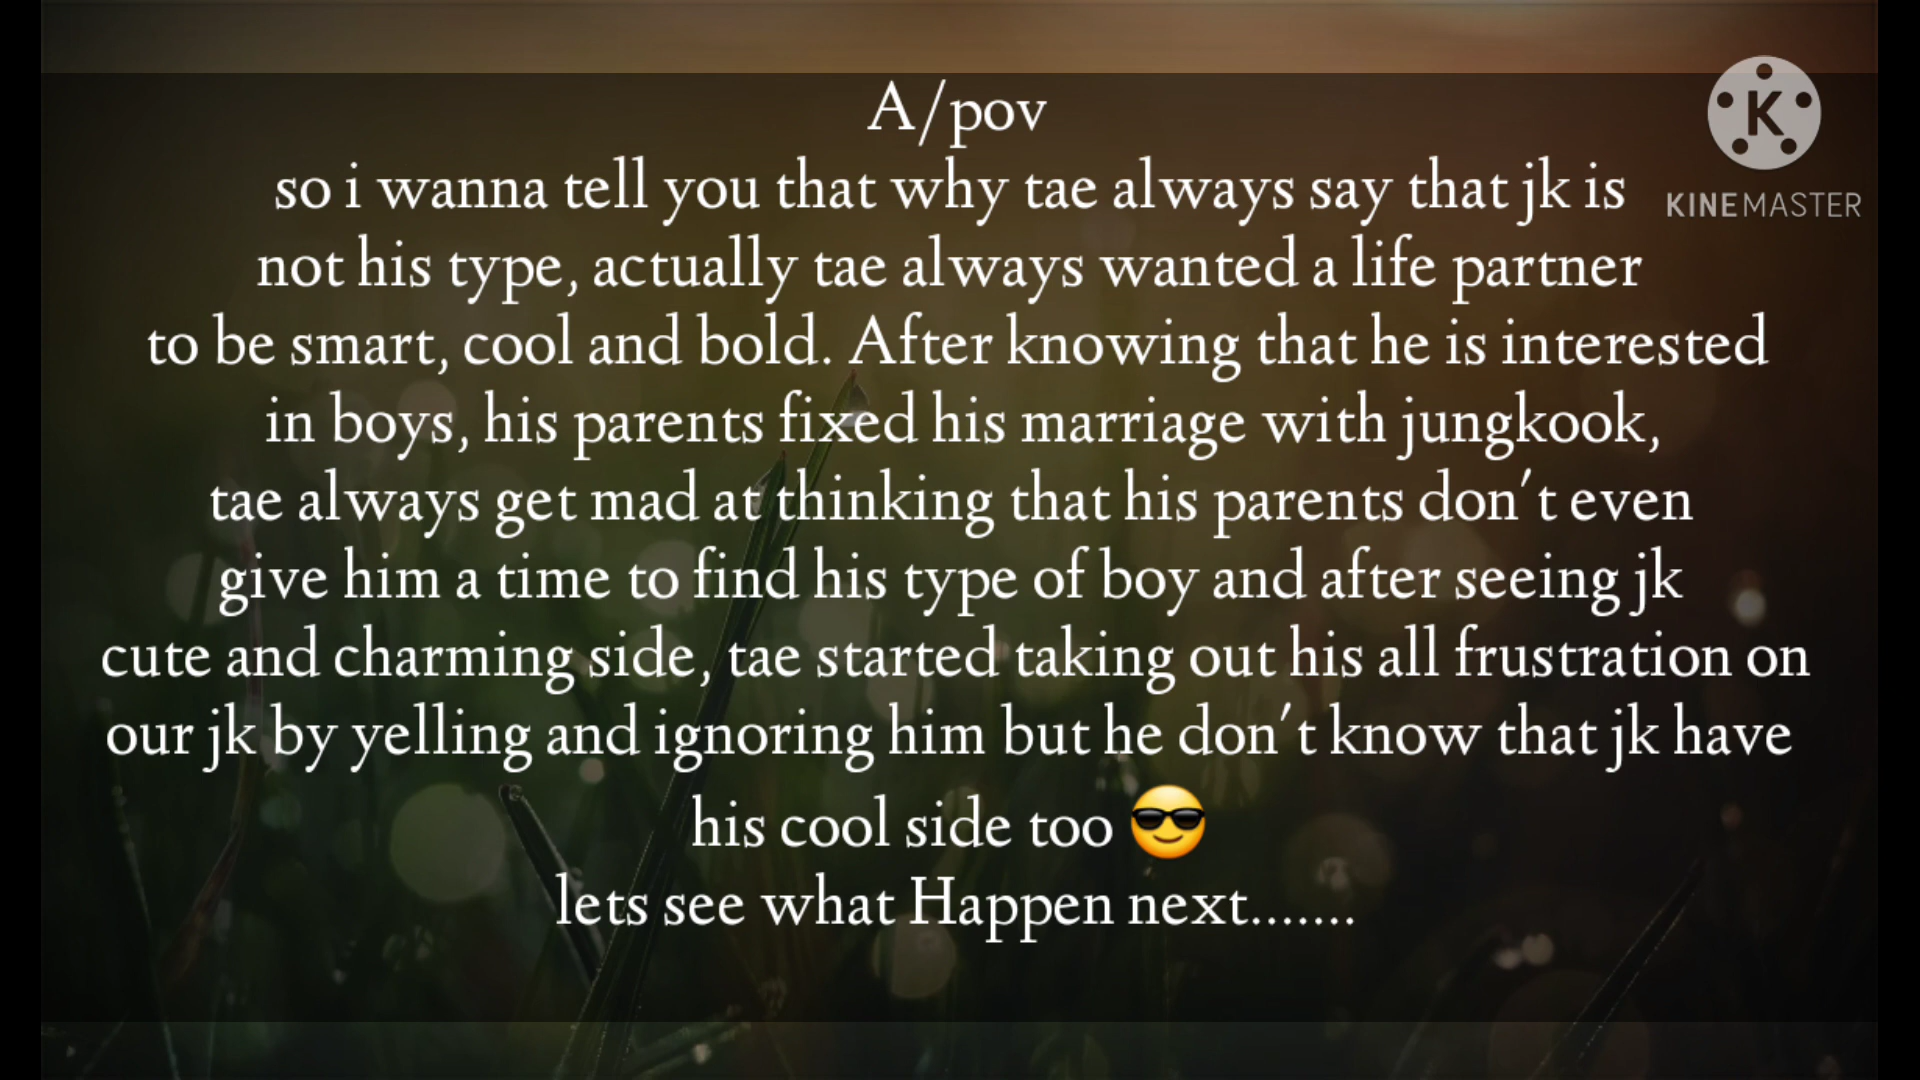 A/pov
so i wanna tell you that why tae always say that jk is
not his type, actually tae always wanted a life partner
to be smart, cool and bold. After knowing that he is interested
in boys, his parents fixed his marriage with jungkook,
tae always get mad at thinking that his parents don't even
give him a time to find his type of boy and after seeing jk
cute and charming side, tae started taking out his all frustration on
our jk by yelling and ignoring him but he don't know that jk have
his cool side too 😎
lets see what Happen next.......
K
KINEMASTER